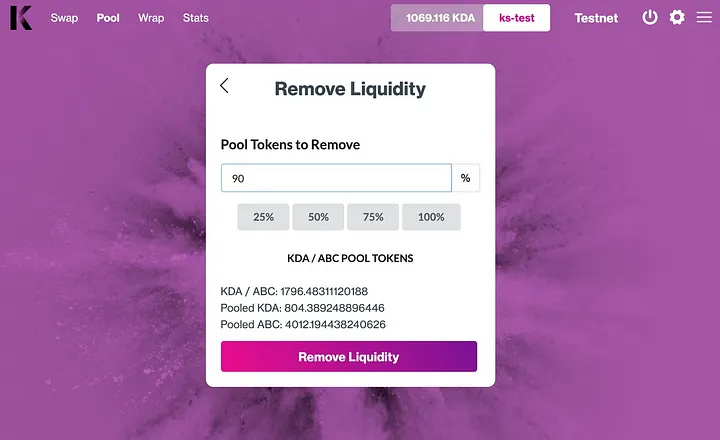 Swap Pool Wrap Stats 1069.116 KDA ks-test Testnet
Remove Liquidity
Pool Tokens to Remove
90 %
25% 50% 75% 100%
KDA / ABC POOL TOKENS
KDA / ABC: 1796.48311120188
Pooled KDA: 804.389248896446
Pooled ABC: 4012.194438240626
Remove Liquidity